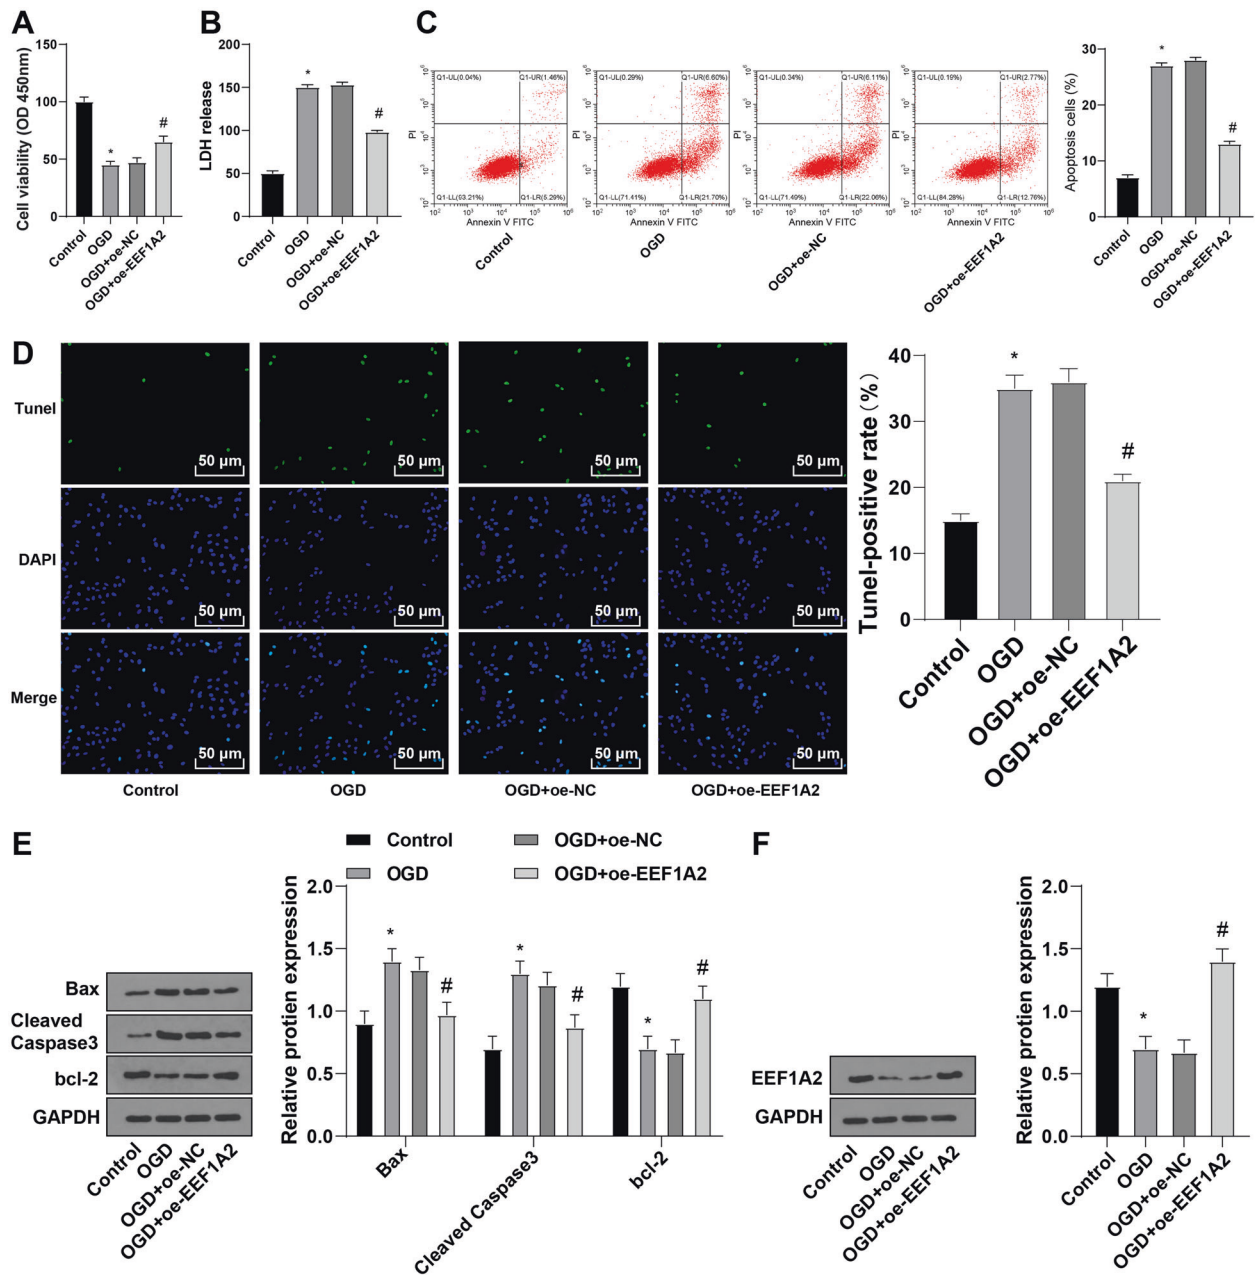 A
Cell viability (OD 450nm)
150
100
50
0
Control
OGD
OGD+oe-NC
OGD+oe-EEF1A2
*
#
B
LDH release
200
150
100
50
0
Control
OGD
OGD+oe-NC
OGD+oe-EEF1A2
*
#
C
Q1-UL(0.04%)
Q1-UR(1.46%)
Q1-LL(93.21%)
Q1-LR(5.29%)
PI
Annexin V FITC
Control
Q1-UL(0.29%)
Q1-UR(6.60%)
Q1-LL(71.41%)
Q1-LR(21.70%)
PI
Annexin V FITC
OGD
Q1-UL(0.34%)
Q1-UR(6.11%)
Q1-LL(71.49%)
Q1-LR(22.06%)
PI
Annexin V FITC
OGD+oe-NC
Q1-UL(0.19%)
Q1-UR(2.77%)
Q1-LL(84.28%)
Q1-LR(12.76%)
PI
Annexin V FITC
OGD+oe-EEF1A2
Apoptosis cells (%)
30
20
10
0
Control
OGD
OGD+oe-NC
OGD+oe-EEF1A2
*
#
D
Tunel
50 μm
50 μm
50 μm
50 μm
DAPI
50 μm
50 μm
50 μm
50 μm
Merge
50 μm
50 μm
50 μm
50 μm
Control
OGD
OGD+oe-NC
OGD+oe-EEF1A2
Tunel-positive rate (%)
40
30
20
10
0
Control
OGD
OGD+oe-NC
OGD+oe-EEF1A2
*
#
E
Bax
Cleaved
Caspase3
bcl-2
GAPDH
Control
OGD
OGD+oe-NC
OGD+oe-EEF1A2
Control
OGD
OGD+oe-NC
OGD+oe-EEF1A2
Relative protien expression
2.0
1.5
1.0
0.5
0.0
*
#
*
#
*
#
Bax
Cleaved Caspase3
bcl-2
F
EEF1A2
GAPDH
Control
OGD
OGD+oe-NC
OGD+oe-EEF1A2
Relative protien expression
2.0
1.5
1.0
0.5
0.0
*
#
Control
OGD
OGD+oe-NC
OGD+oe-EEF1A2